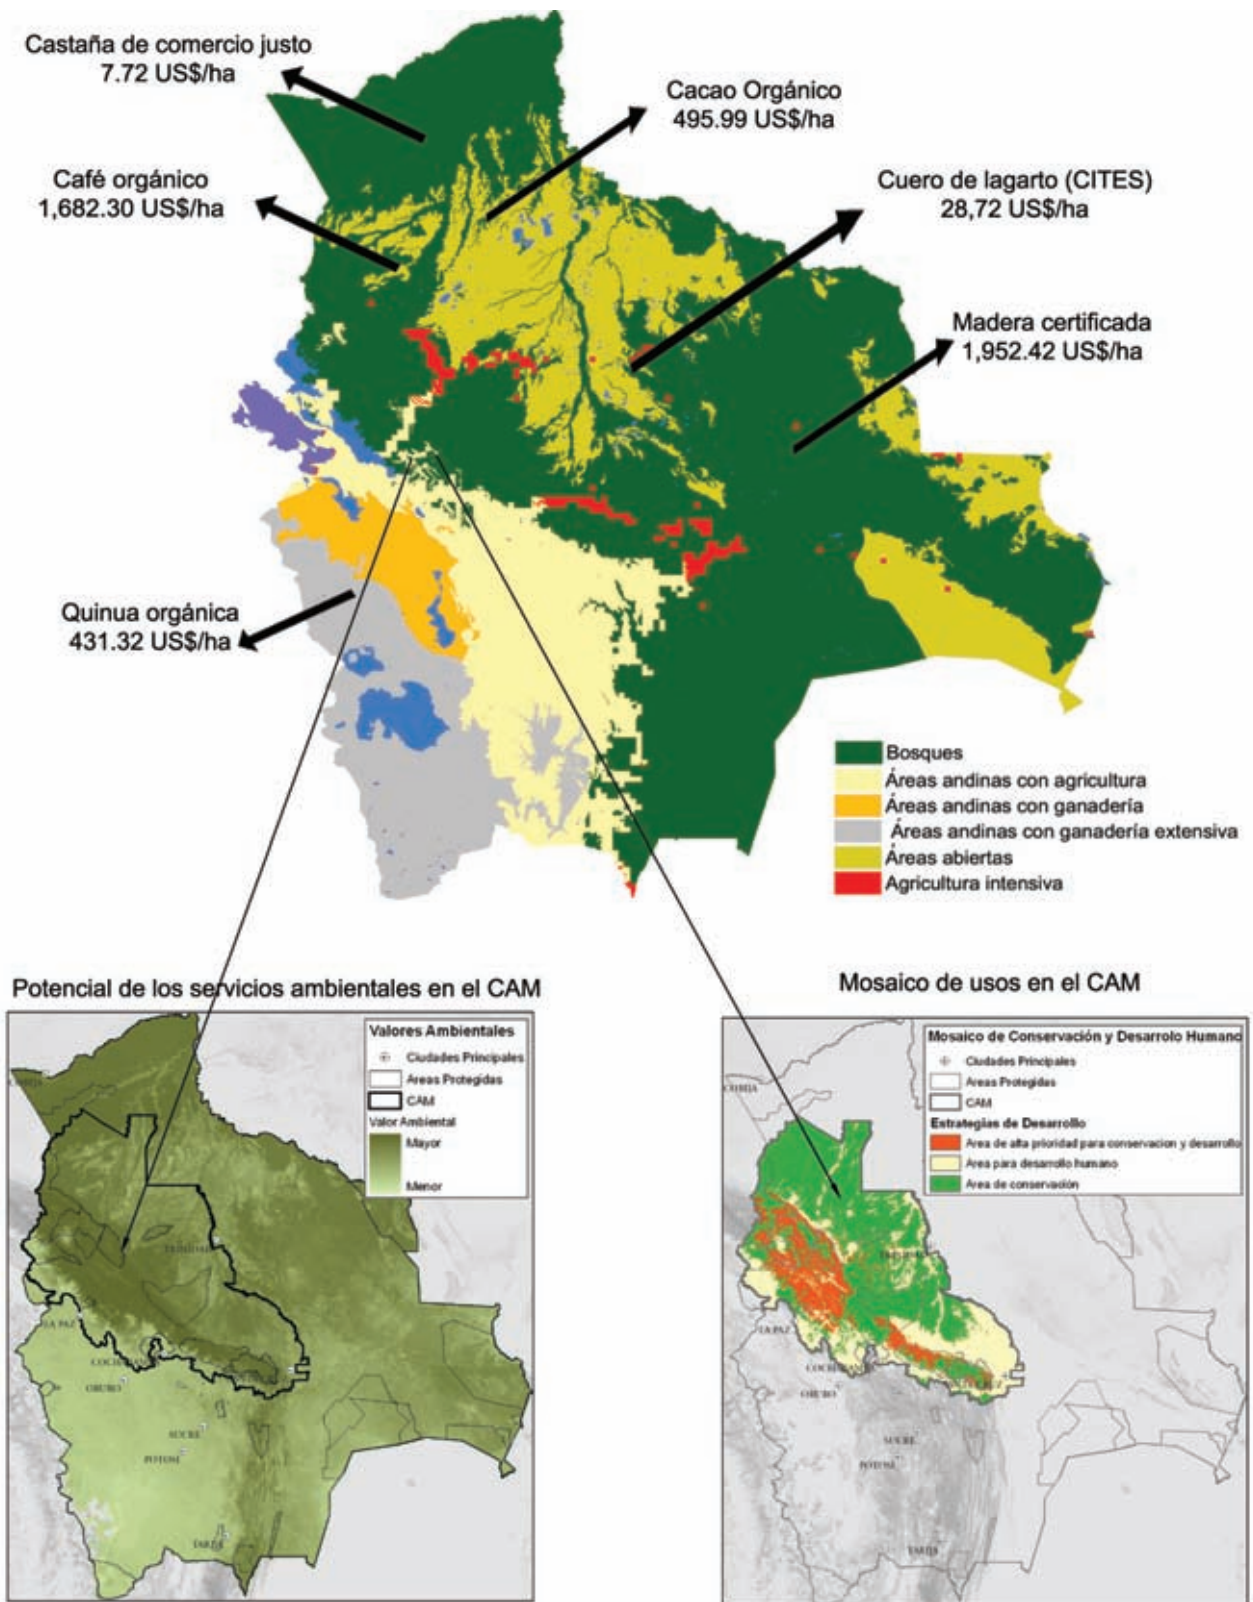 Castaña de comercio justo
7.72 US$/ha
Cacao Orgánico
495.99 US$/ha
Café orgánico
1,682.30 US$/ha
Cuero de lagarto (CITES)
28,72 US$/ha
Madera certificada
1,952.42 US$/ha
Quinua orgánica
431.32 US$/ha
Bosques
Áreas andinas con agricultura
Áreas andinas con ganadería
Áreas andinas con ganadería extensiva
Áreas abiertas
Agricultura intensiva
Potencial de los servicios ambientales en el CAM
Valores Ambientales
Ciudades Principales
Areas Protegidas
CAM
Valor Ambiental
Mayor
Menor
COBIJA
TRINIDAD
LA PAZ
ORURO
SUCRE
POTOSI
TARIJA
Mosaico de usos en el CAM
Mosaico de Conservación y Desarrolo Humano
Ciudades Principales
Areas Protegidas
CAM
Estrategias de Desarrollo
Area de alta prioridad para conservacion y desarrollo
Area para desarrollo humano
Area de conservación
COBIJA
LA PAZ
ORURO
SUCRE
POTOSI
TARIJA